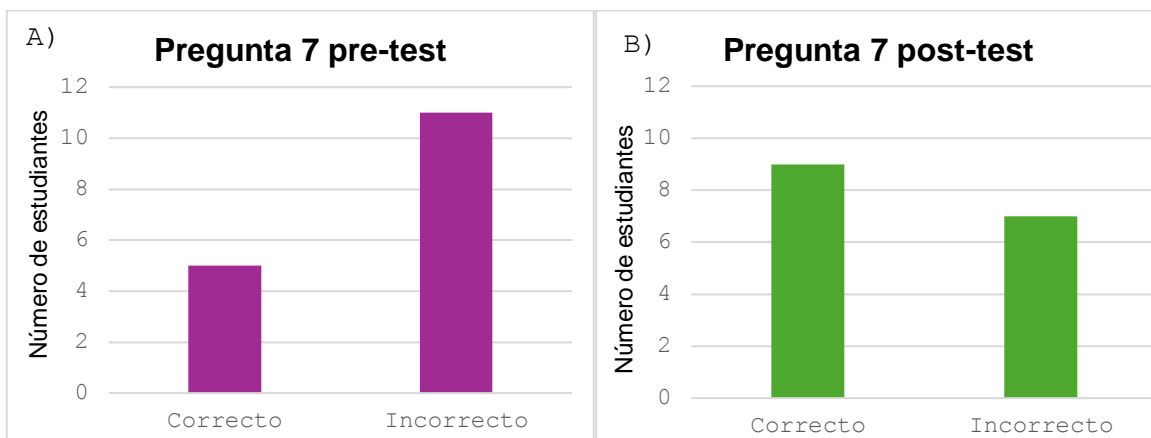 A)
Pregunta 7 pre-test
Número de estudiantes
12
10
8
6
4
2
0
Correcto Incorrecto
B)
Pregunta 7 post-test
Número de estudiantes
12
10
8
6
4
2
0
Correcto Incorrecto